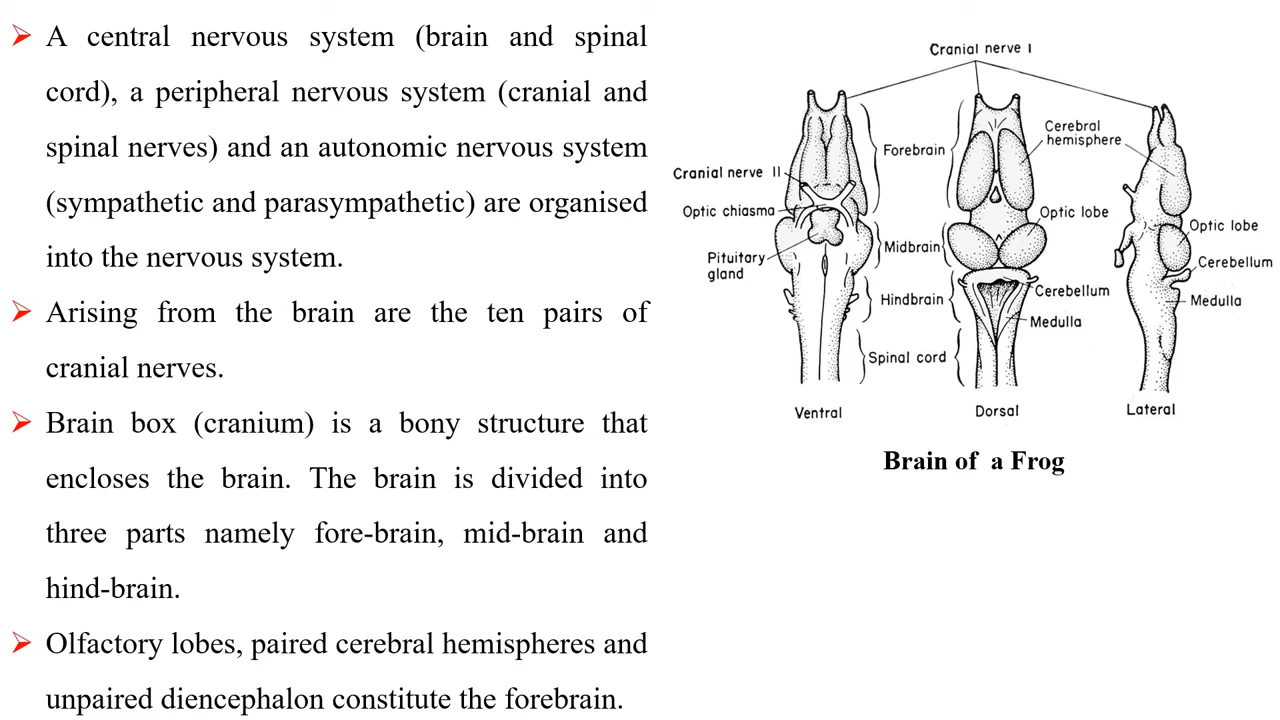 A central nervous system (brain and spinal
cord), a peripheral nervous system (cranial and
spinal nerves) and an autonomic nervous system
(sympathetic and parasympathetic) are organised
into the nervous system.
Arising from the brain are the ten pairs of
cranial nerves.
Brain box (cranium) is a bony structure that
encloses the brain. The brain is divided into
three parts namely fore-brain, mid-brain and
hind-brain.
Olfactory lobes, paired cerebral hemispheres and
unpaired diencephalon constitute the forebrain.
Cranial nerve I
Cerebral
hemisphere
Forebrain
Cranial nerve II
Optic chiasma
Optic lobe
Optic lobe
Midbrain
Pituitary
gland
Cerebellum
Cerebellum
Hindbrain
Medulla
Medulla
Spinal cord
Ventral
Dorsal
Lateral
Brain of a Frog